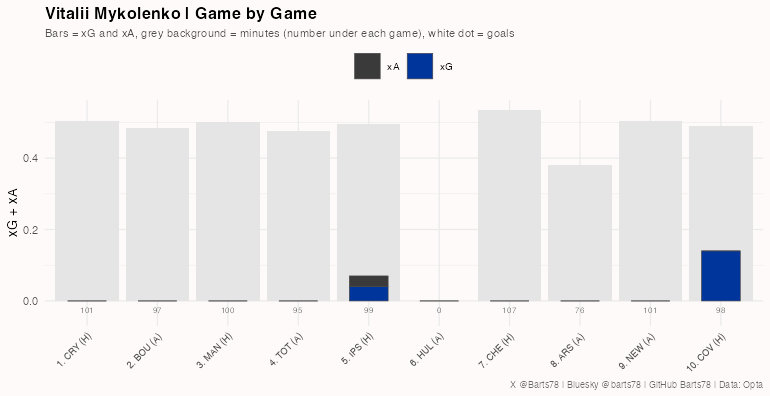 Vitalii Mykolenko | Game by Game
Bars = xG and xA, grey background = minutes (number under each game), white dot = goals
xA xG
xG + xA
0.4
0.2
0.0
101 97 100 95 99 0 107 76 101 98
1. CRY (H) 2. BOU (A) 3. MAN (H) 4. TOT (A) 5. IPS (H) 6. HUL (A) 7. CHE (H) 8. ARS (A) 9. NEW (A) 10. COV (H)
X @Barts78 | Bluesky @barts78 | GitHub Barts78 | Data: Opta